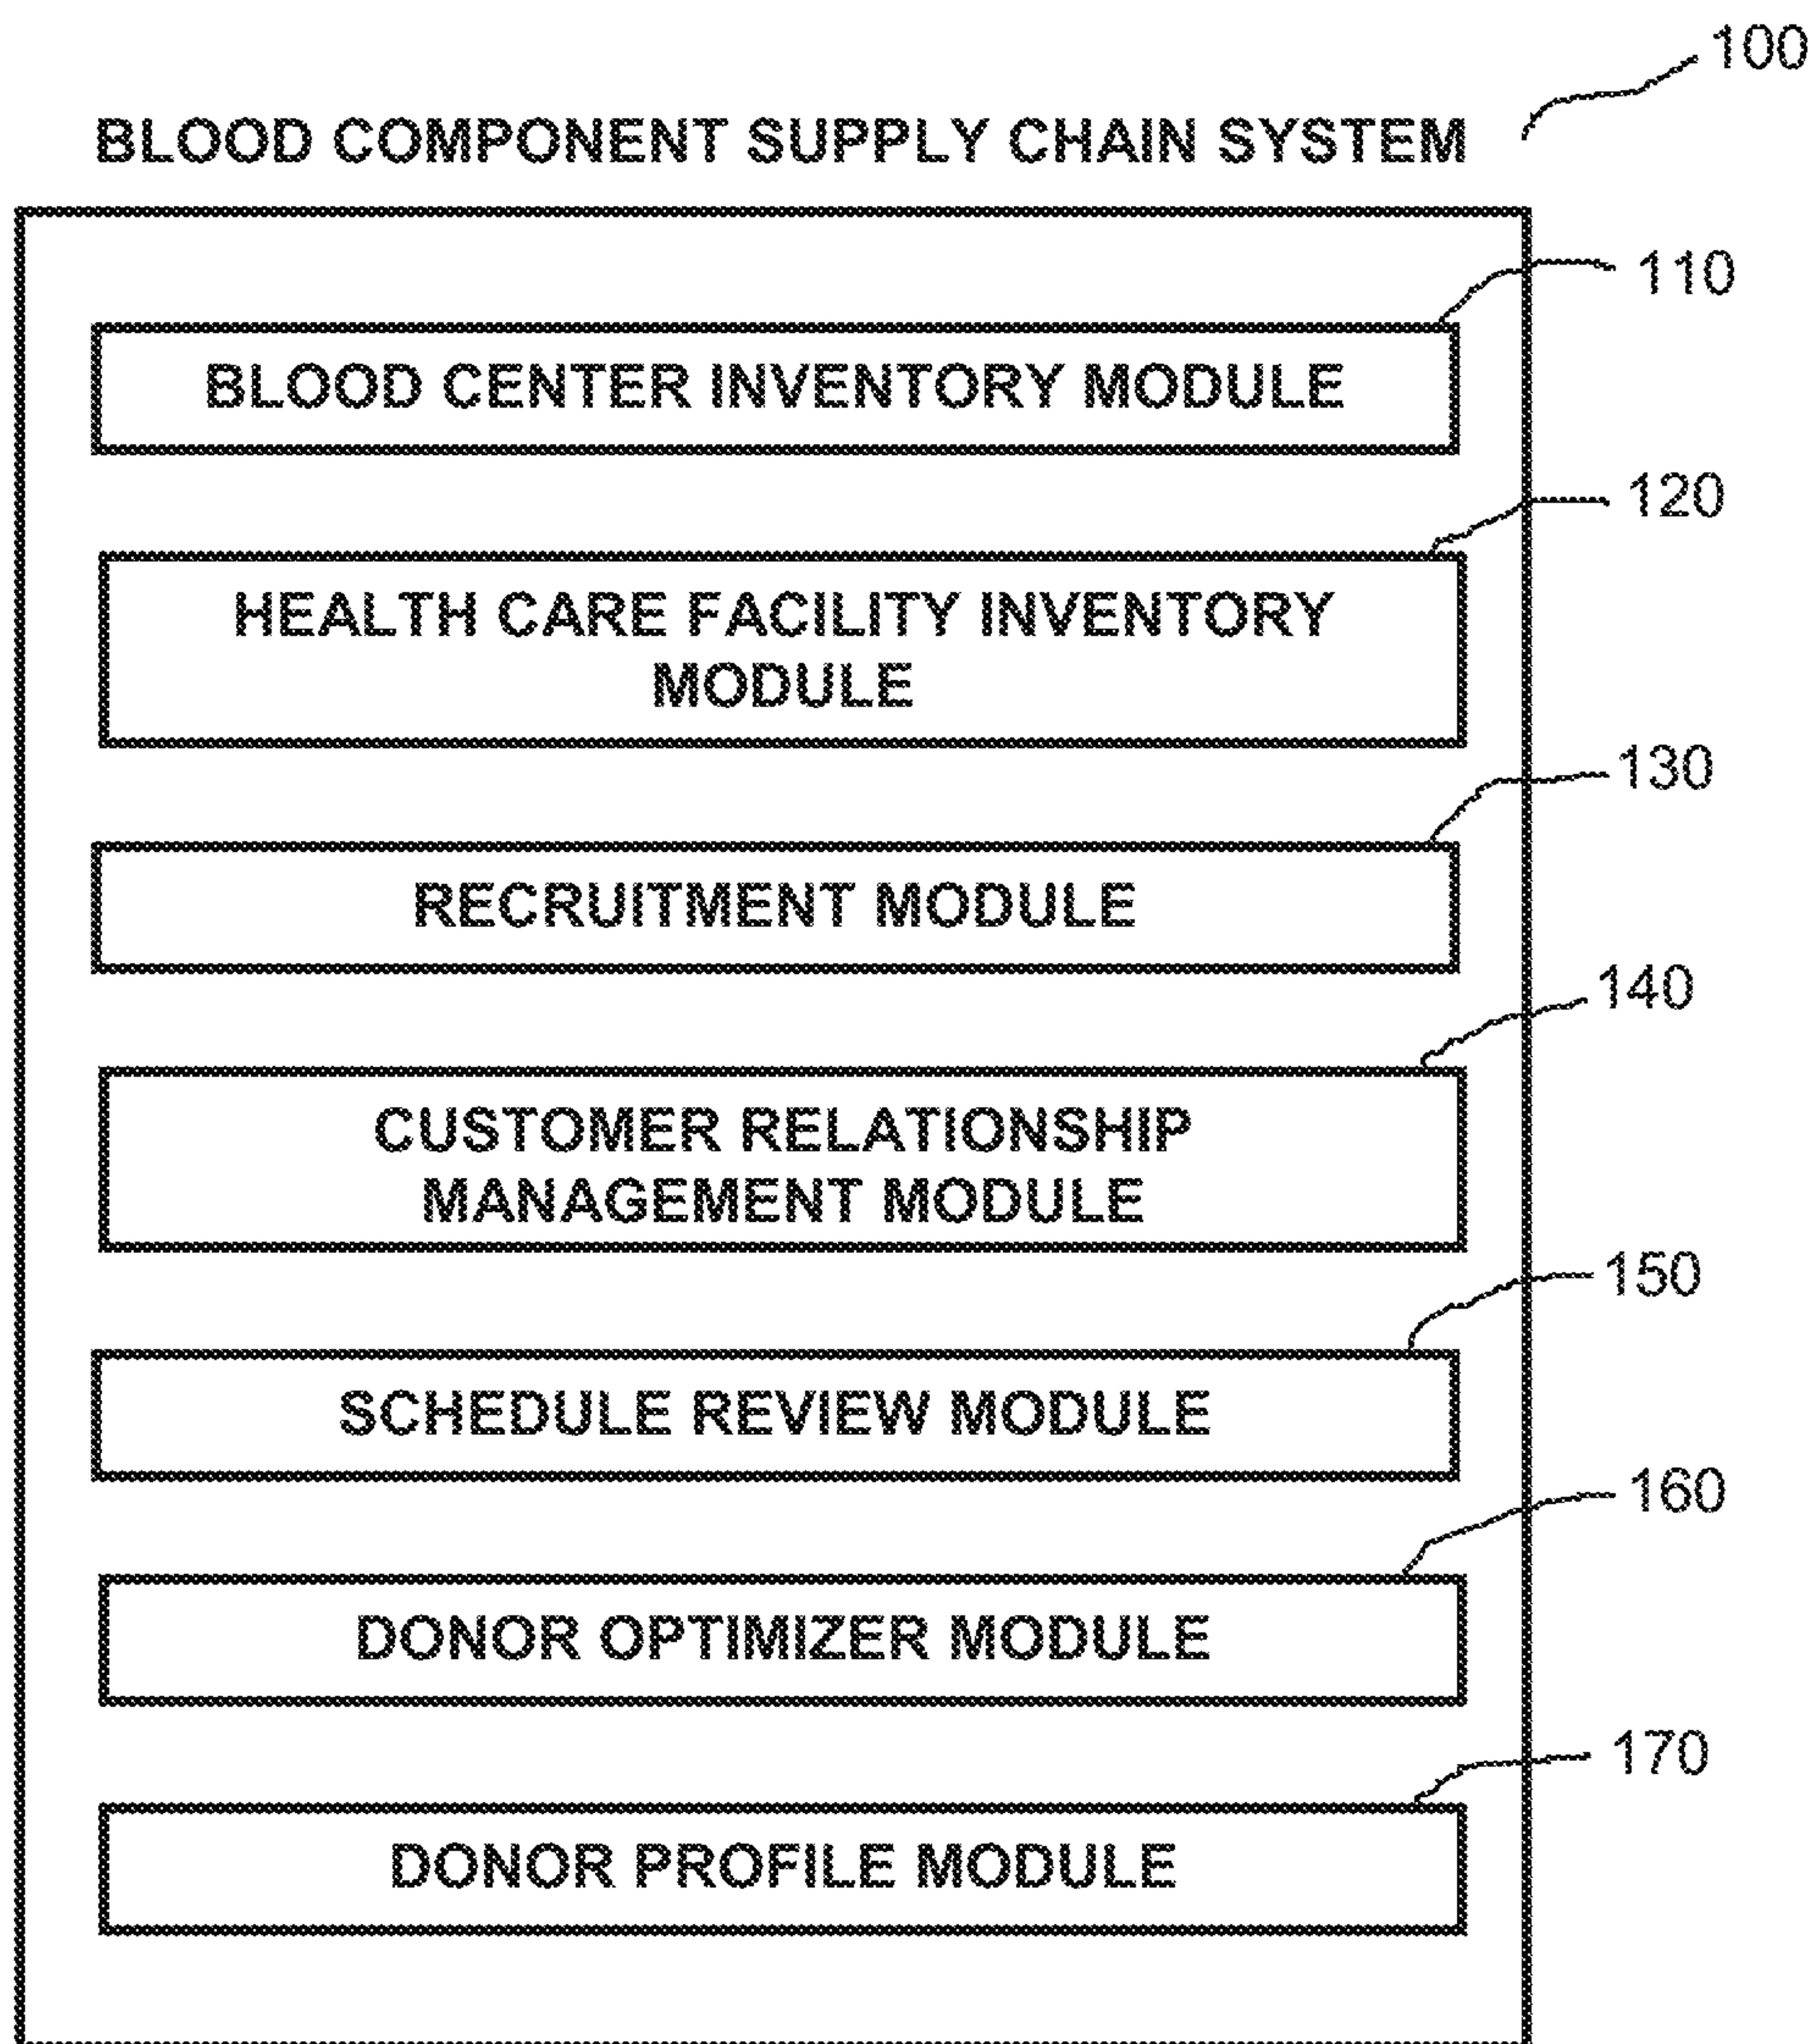 100
BLOOD COMPONENT SUPPLY CHAIN SYSTEM
110
BLOOD CENTER INVENTORY MODULE
120
HEALTH CARE FACILITY INVENTORY
MODULE
130
RECRUITMENT MODULE
140
CUSTOMER RELATIONSHIP
MANAGEMENT MODULE
150
SCHEDULE REVIEW MODULE
160
DONOR OPTIMIZER MODULE
170
DONOR PROFILE MODULE